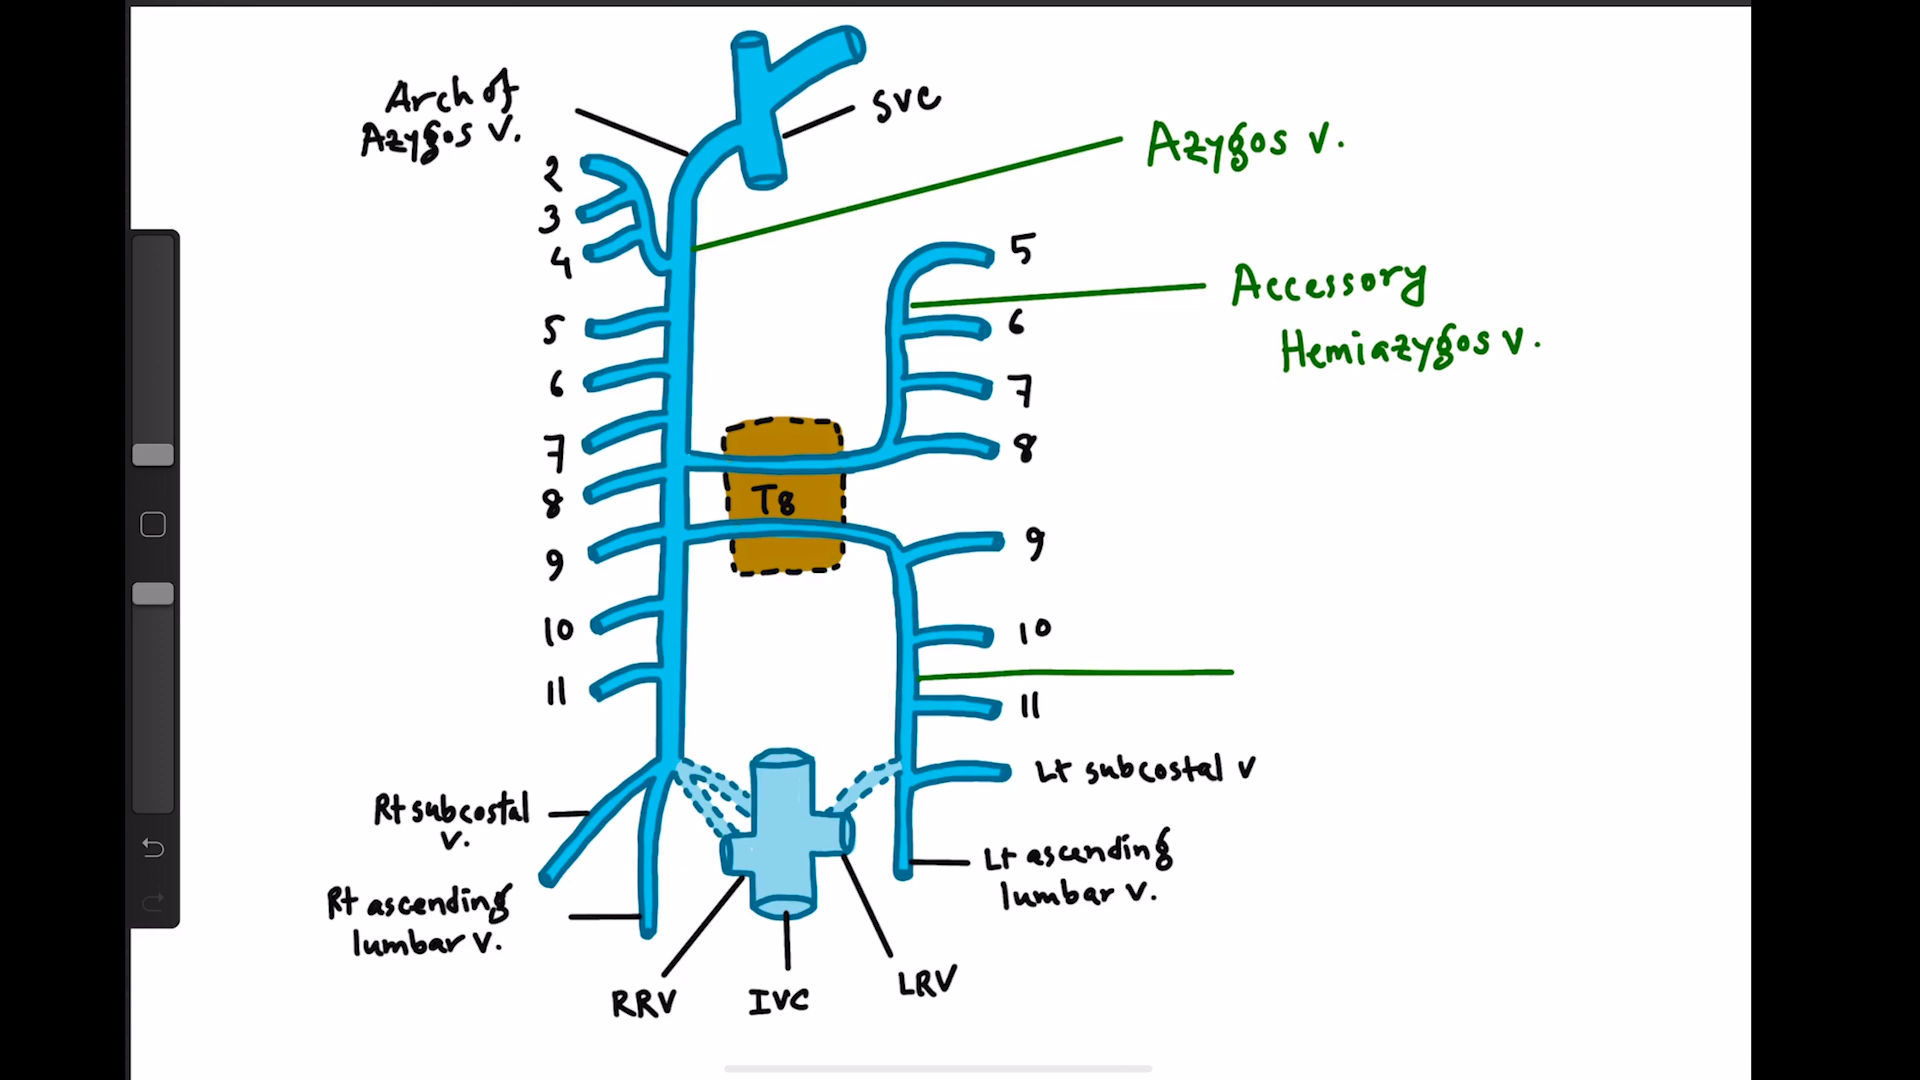 Arch of
Azygos v.
SVC
Azygos v.
2
3
4
5
6
7
8
9
10
11
5
6
7
8
9
10
11
Accessory
Hemiazygos v.
T8
Rt subcostal
v.
Rt ascending
lumbar v.
RRV
IVC
LRV
Lt subcostal v
Lt ascending
lumbar v.